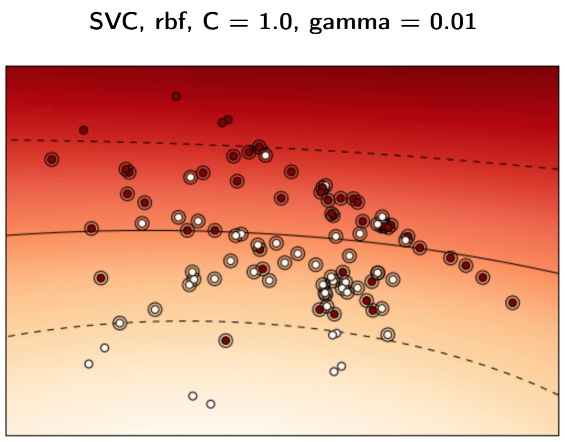 SVC, rbf, C = 1.0, gamma = 0.01